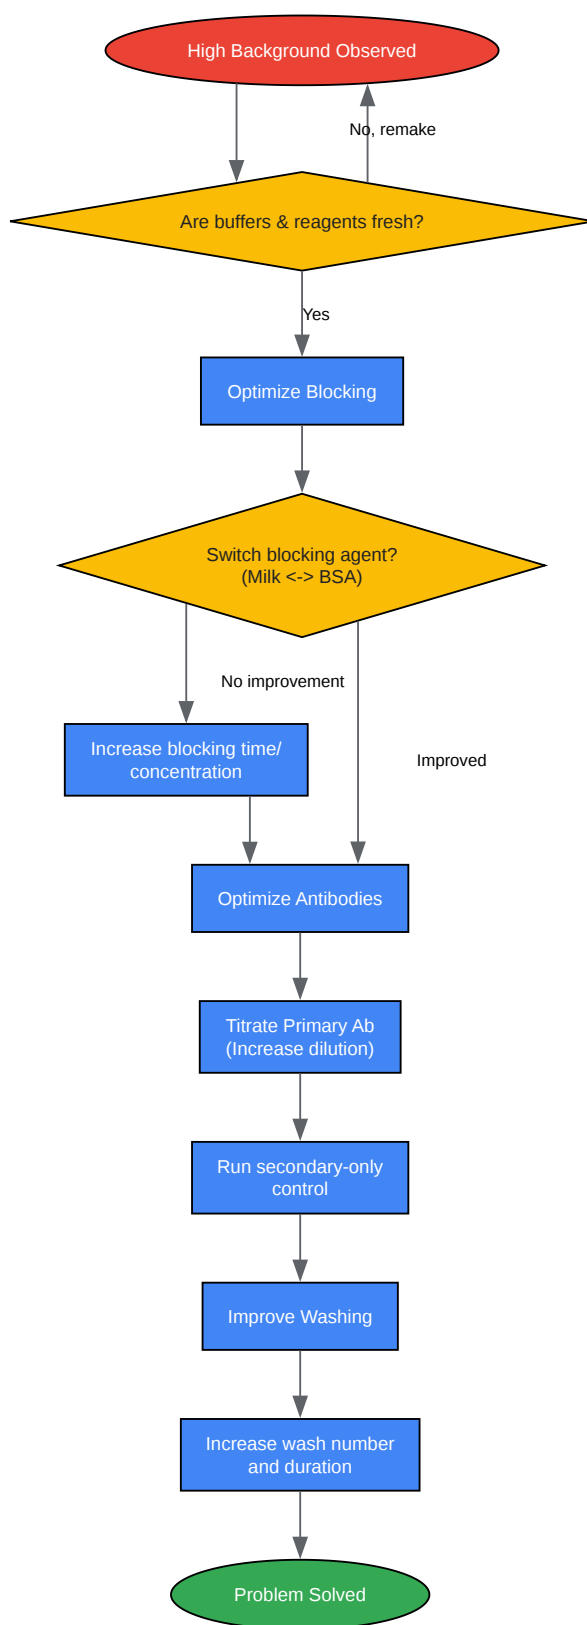 High Background Observed
No, remake
Are buffers & reagents fresh?
Yes
Optimize Blocking
Switch blocking agent?
(Milk <-> BSA)
No improvement
Increase blocking time/
concentration
Improved
Optimize Antibodies
Titrate Primary Ab
(Increase dilution)
Run secondary-only
control
Improve Washing
Increase wash number
and duration
Problem Solved